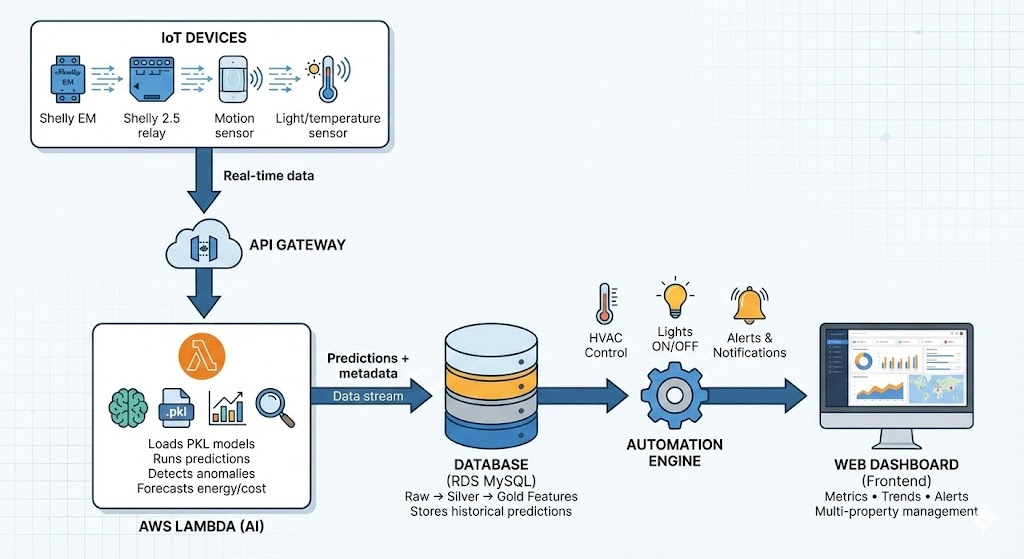 IoT DEVICES
Shelly
EM
Shelly EM
Shelly 2.5
relay
Motion
sensor
Light/temperature
sensor
Real-time data
API GATEWAY
λ
.pkl
Loads PKL models
Runs predictions
Detects anomalies
Forecasts energy/cost
AWS LAMBDA (AI)
Predictions +
metadata
Data stream
DATABASE
(RDS MySQL)
Raw → Silver → Gold Features
Stores historical predictions
HVAC
Control
Lights
ON/OFF
Alerts &
Notifications
AUTOMATION
ENGINE
WEB DASHBOARD
(Frontend)
Metrics • Trends • Alerts
Multi-property management